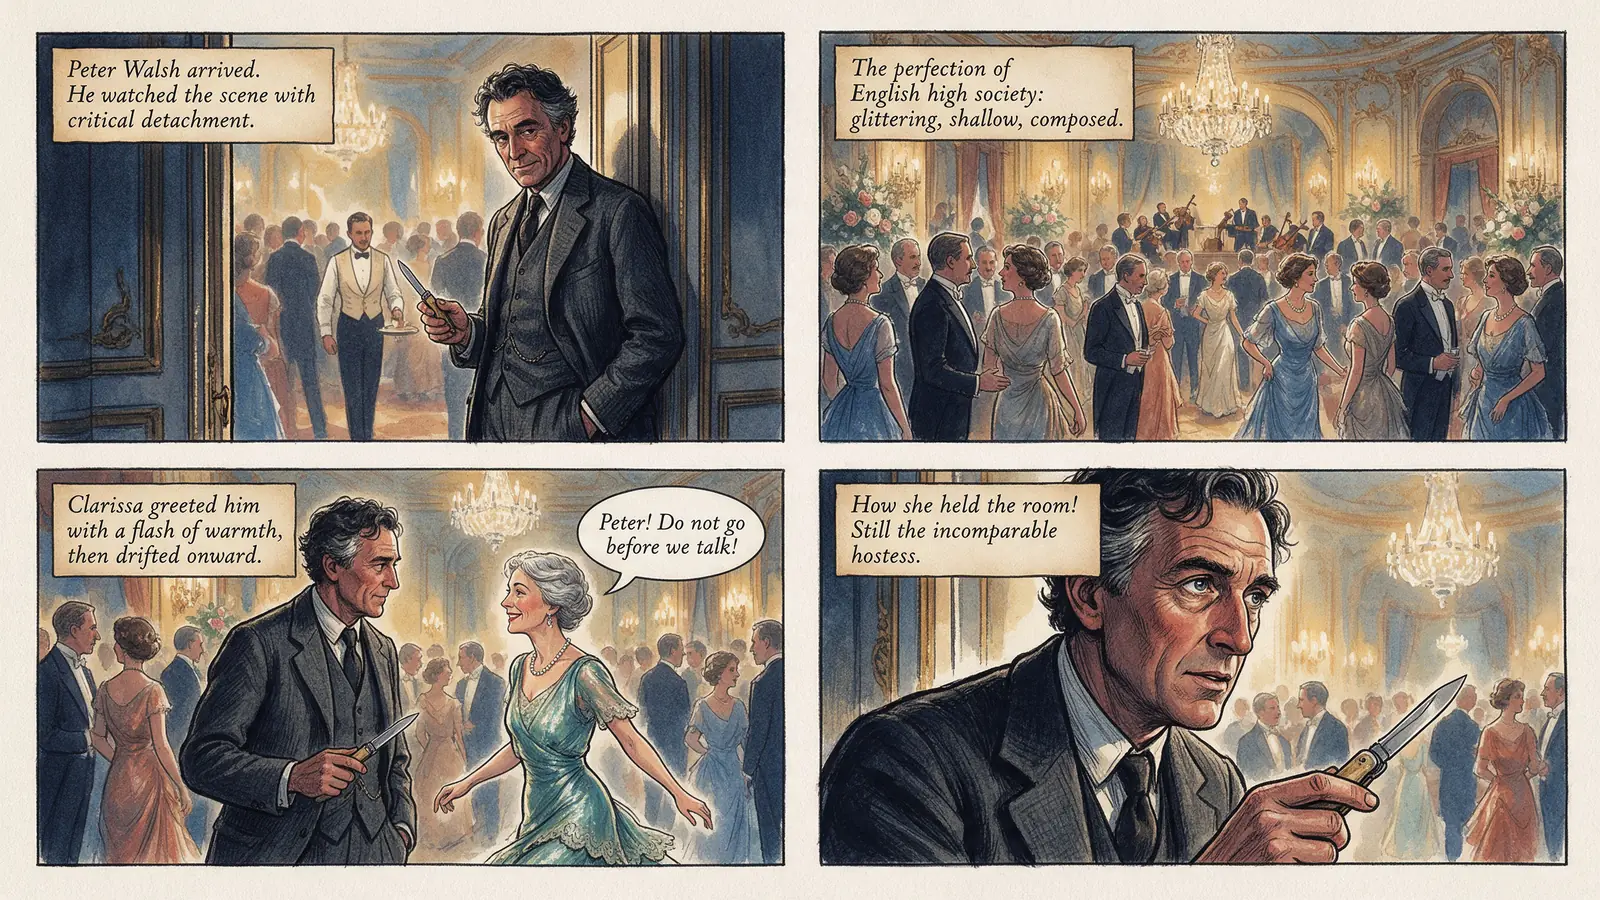 Peter Walsh arrived.
He watched the scene with
critical detachment.
The perfection of
English high society:
glittering, shallow, composed.
Clarissa greeted him
with a flash of warmth,
then drifted onward.
Peter! Do not go
before we talk!
How she held the room!
Still the incomparable
hostess.